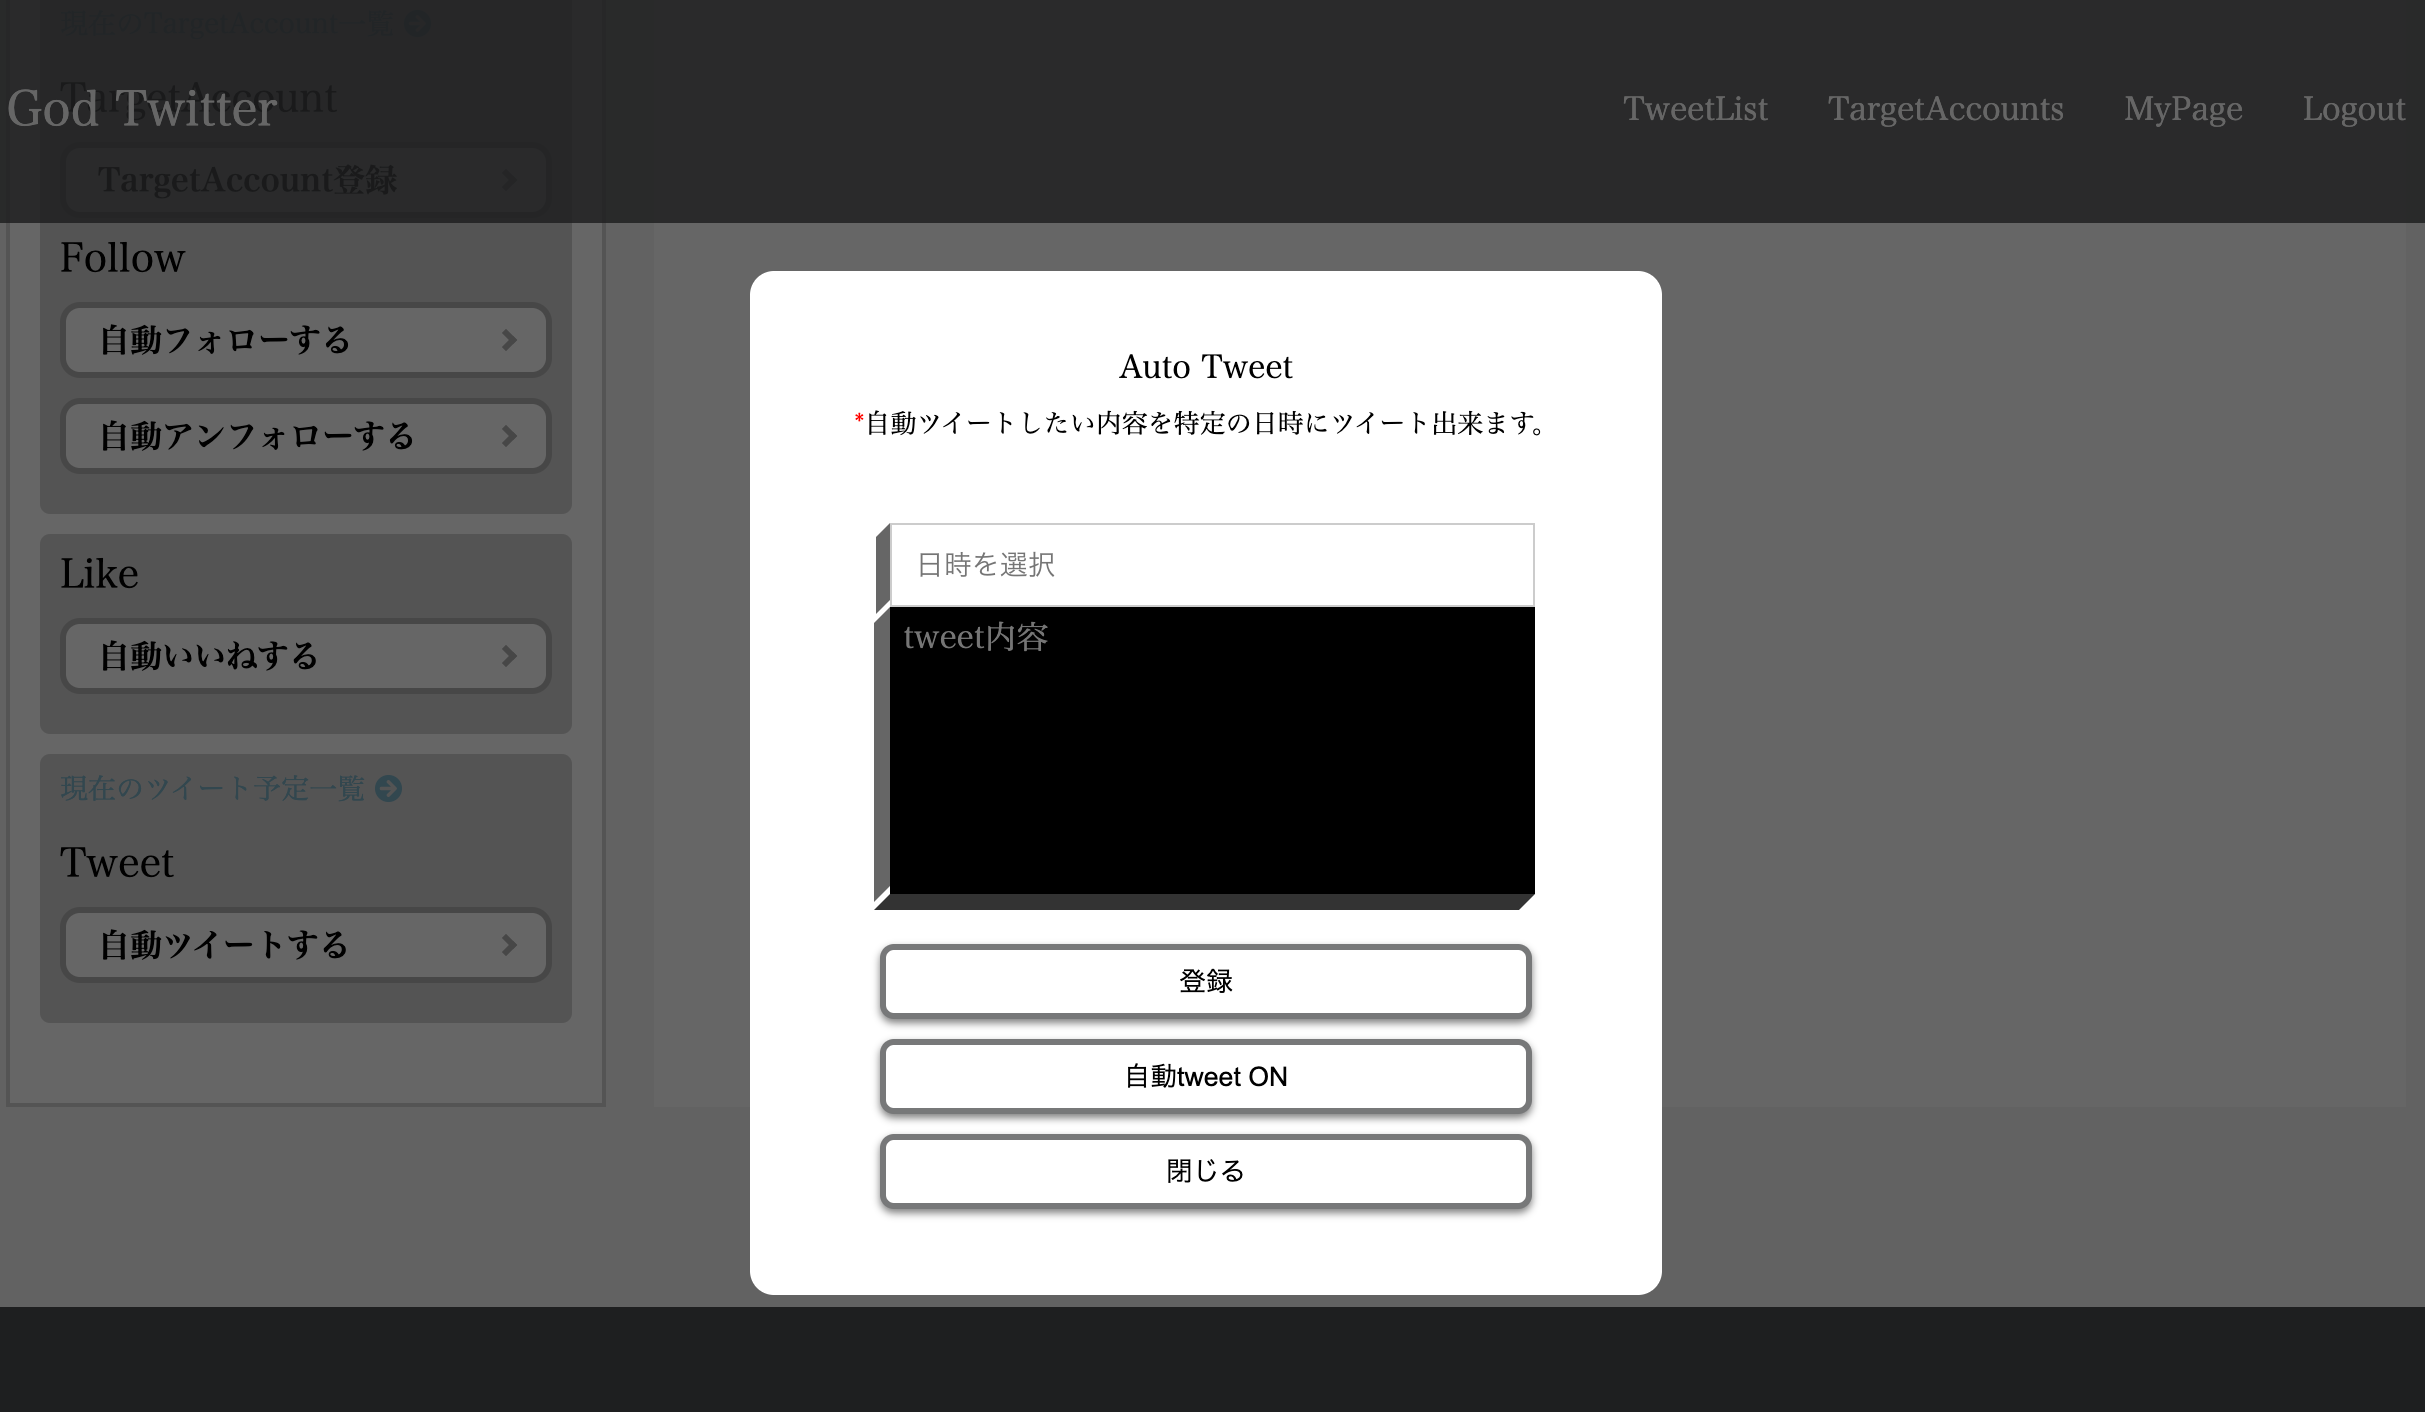 現在のTargetAccount一覧
TargetAccount
God Twitter
TweetList
TargetAccounts
MyPage
Logout
TargetAccount登録
Follow
自動フォローする
自動アンフォローする
Like
自動いいねする
現在のツイート予定一覧
Tweet
自動ツイートする
Auto Tweet
*自動ツイートしたい内容を特定の日時にツイート出来ます。
日時を選択
tweet内容
登録
自動tweet ON
閉じる